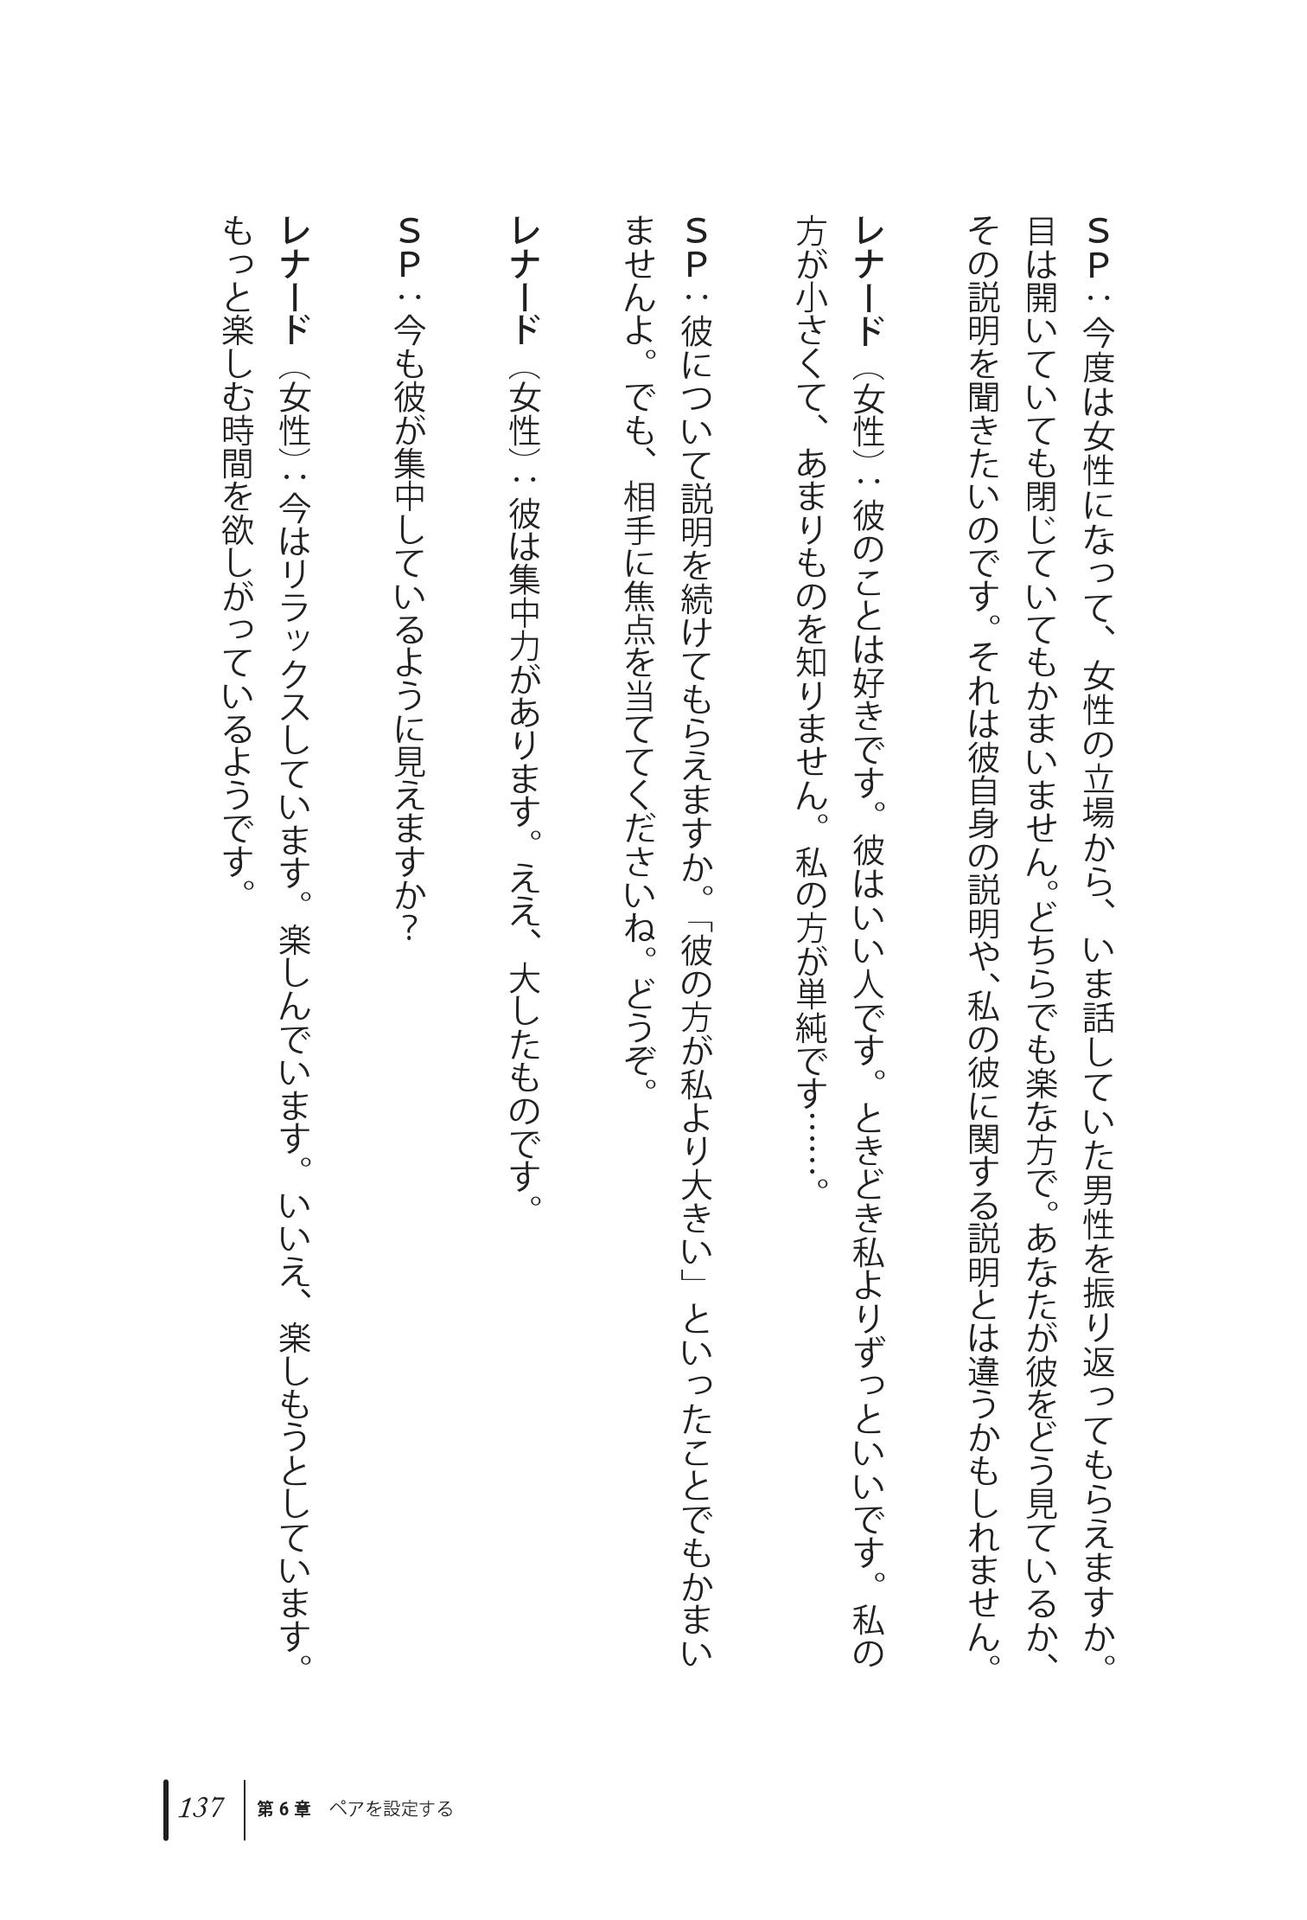 ＳＰ：今度は女性になって、女性の立場から、いま話していた男性を振り返ってもらえますか。
目は開いていても閉じていてもかまいません。どちらでも楽な方で。あなたが彼をどう見ているか、
その説明を聞きたいのです。それは彼自身の説明や、私の彼に関する説明とは違うかもしれません。
レナード（女性）：彼のことは好きです。彼はいい人です。ときどき私よりずっといいです。私の
方が小さくて、あまりものを知りません。私の方が単純です……。
ＳＰ：彼について説明を続けてもらえますか。「彼の方が私より大きい」といったことでもかまい
ませんよ。でも、相手に焦点を当ててくださいね。どうぞ。
レナード（女性）：彼は集中力があります。ええ、大したものです。
ＳＰ：今も彼が集中しているように見えますか？
レナード（女性）：今はリラックスしています。楽しんでいます。いいえ、楽しもうとしています。
もっと楽しむ時間を欲しがっているようです。
137 第6章 ペアを設定する